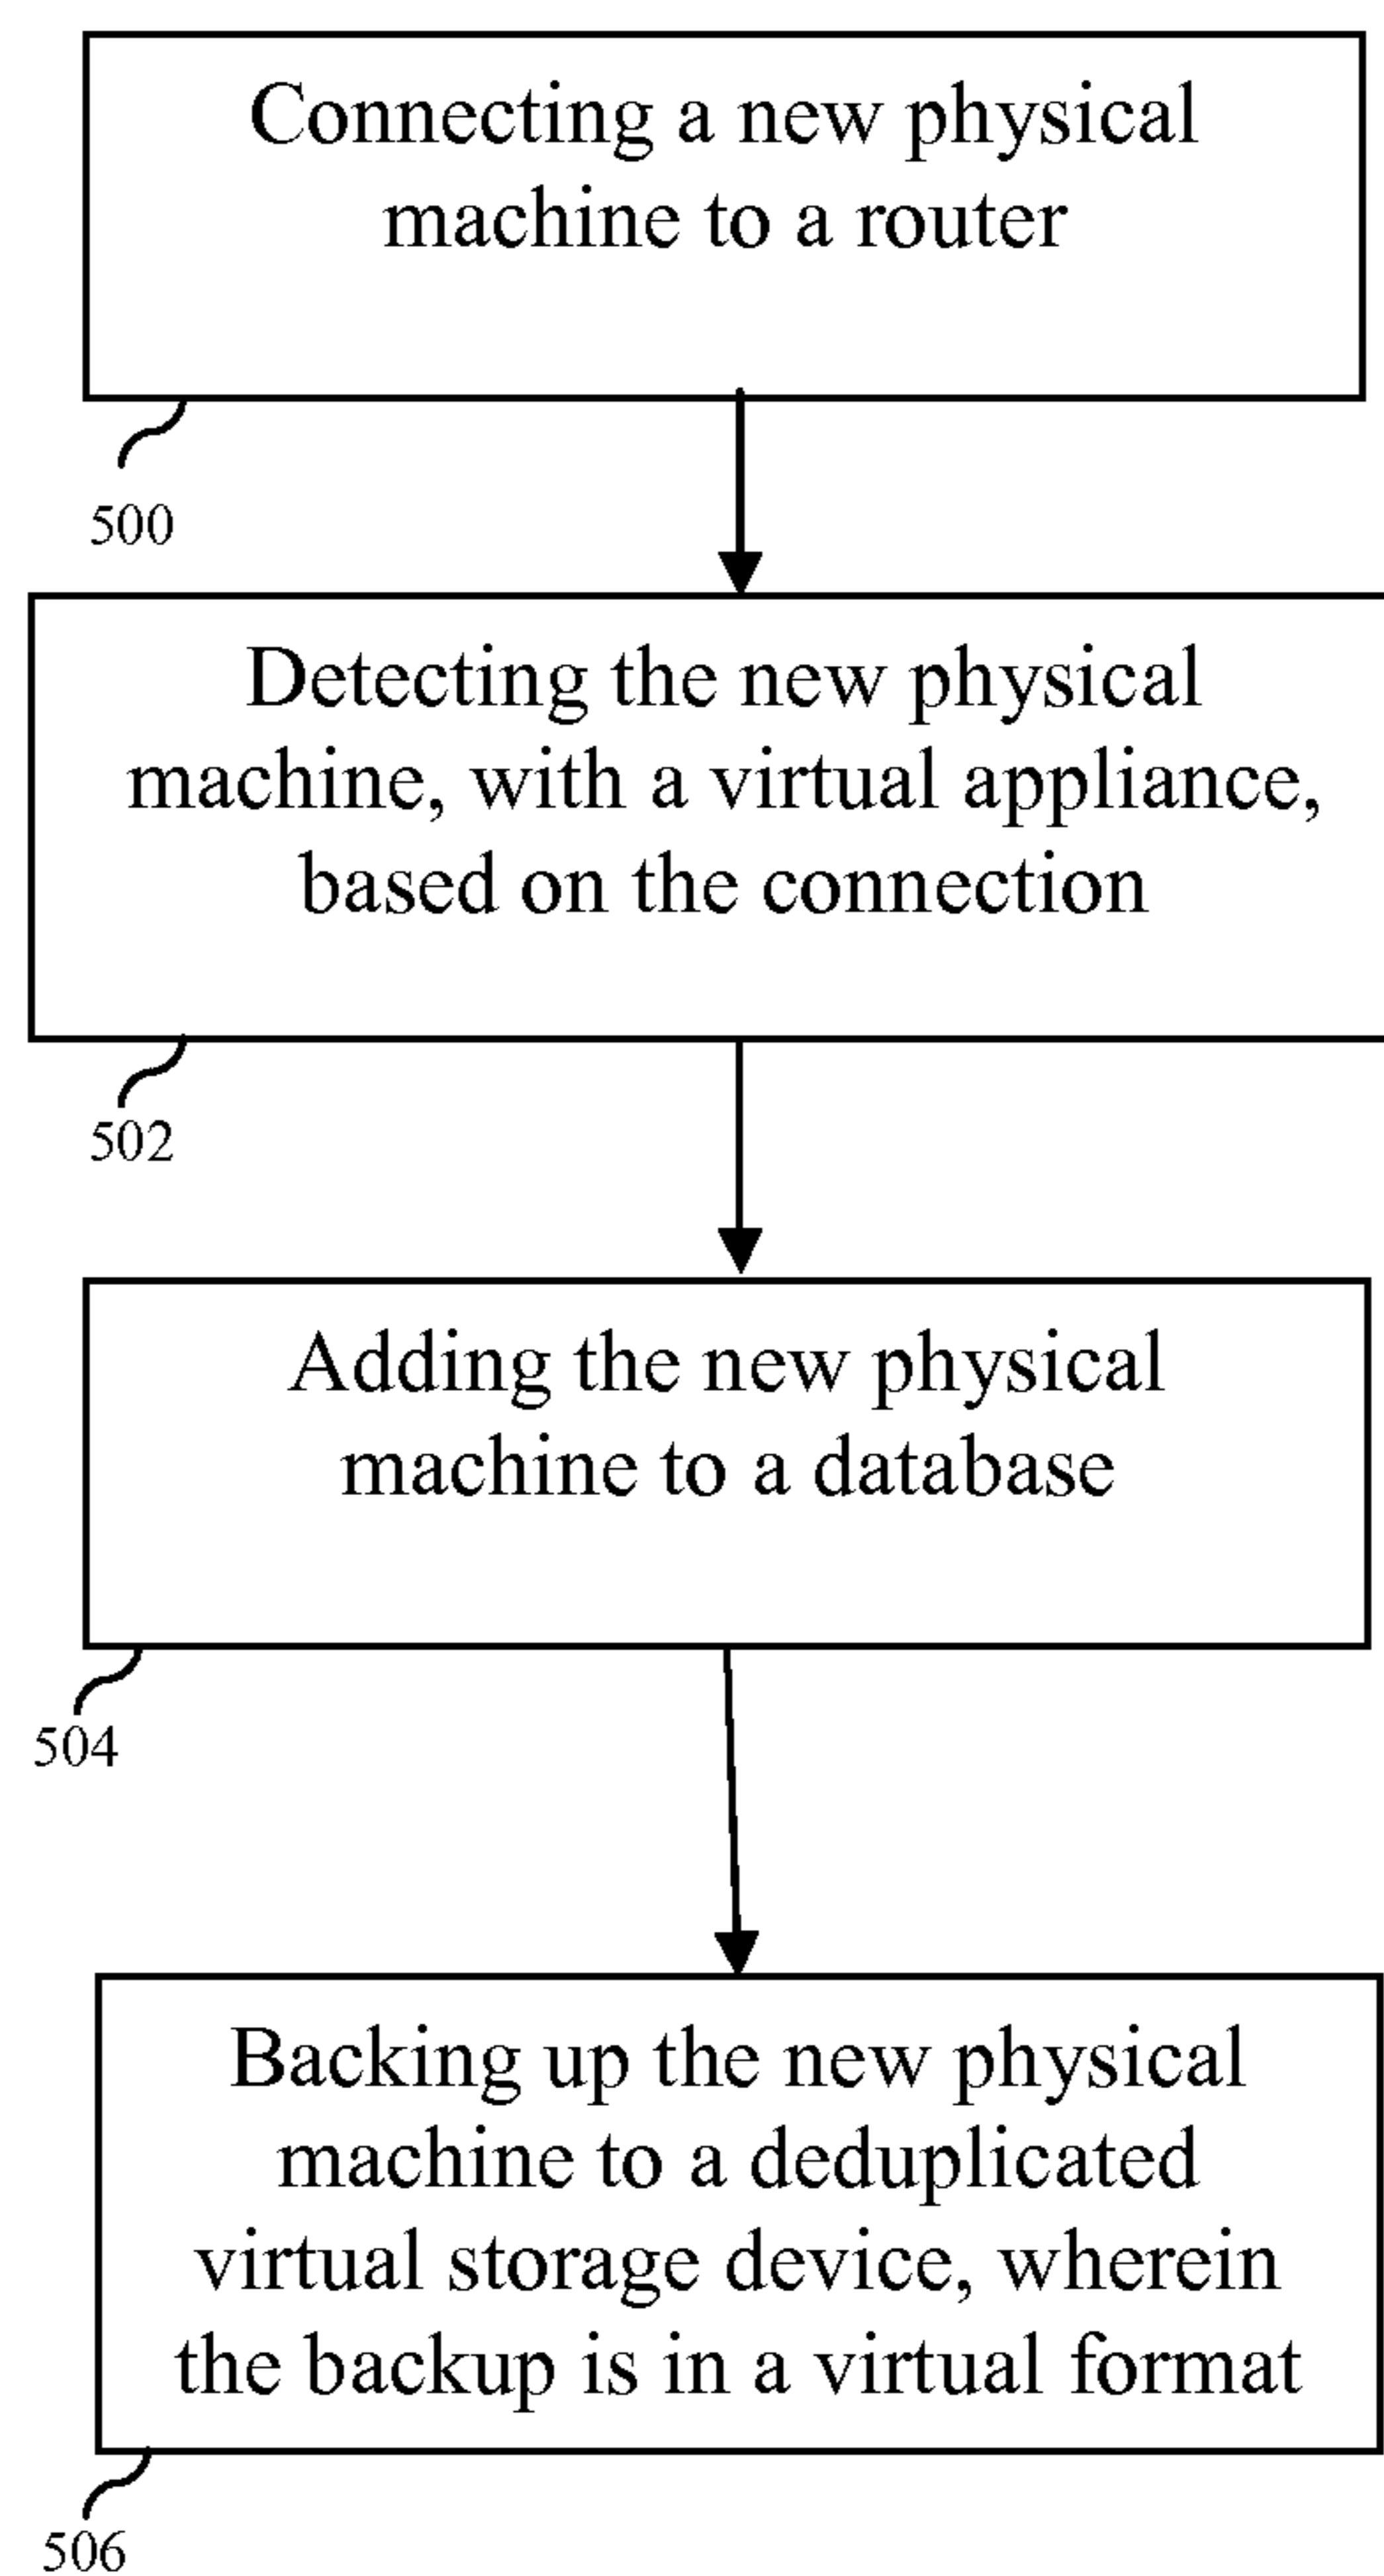 Connecting a new physical
machine to a router
500
Detecting the new physical
machine, with a virtual appliance,
based on the connection
502
Adding the new physical
machine to a database
504
Backing up the new physical
machine to a deduplicated
virtual storage device, wherein
the backup is in a virtual format
506